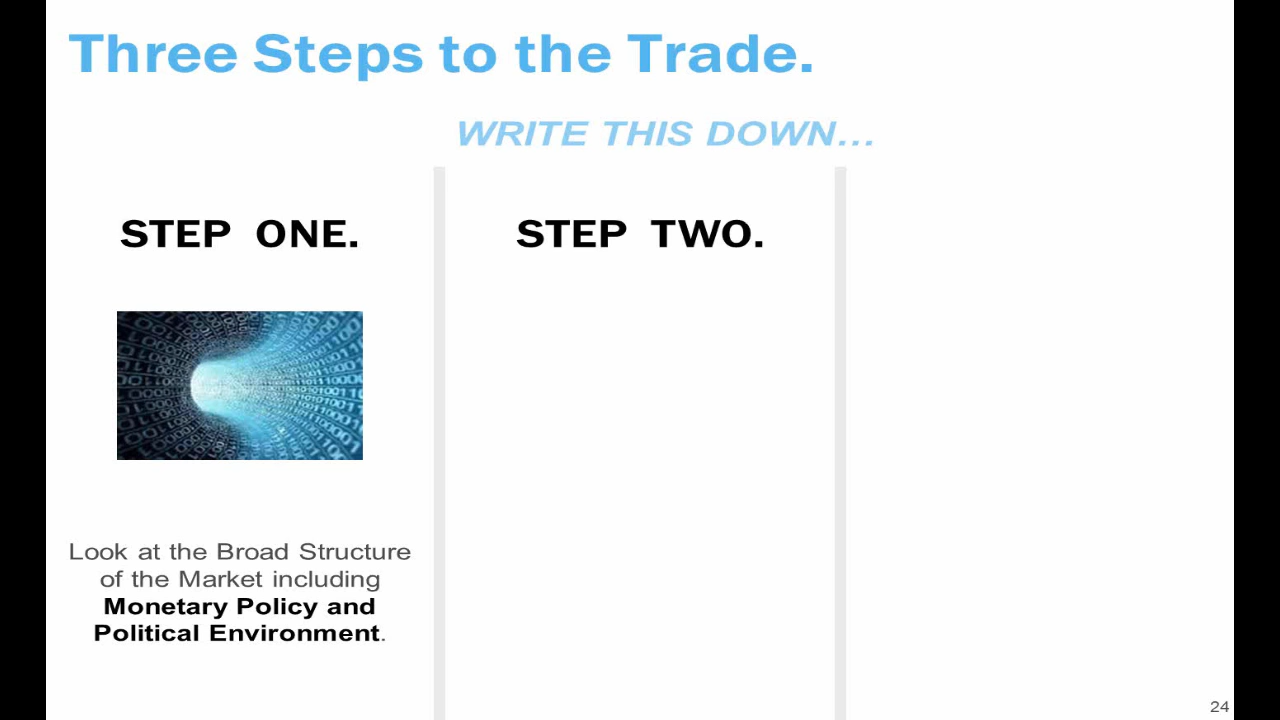 Three Steps to the Trade.
WRITE THIS DOWN...
STEP ONE.
STEP TWO.
Look at the Broad Structure
of the Market including
Monetary Policy and
Political Environment.
24